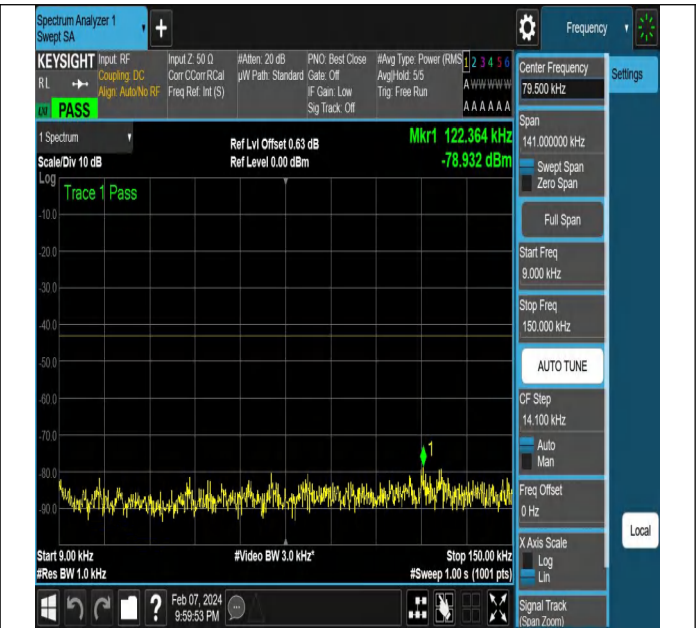 Spectrum Analyzer 1
Swept SA
Frequency
KEYSIGHT
RL
PASS
Input: RF
Coupling: DC
Align: Auto/No RF
Input Z: 50 Ω
Corr CCorr RCal
Freq Ref: Int (S)
#Atten: 20 dB
µW Path: Standard
PNO: Best Close
Gate: Off
IF Gain: Low
Sig Track: Off
#Avg Type: Power (RMS
Avg|Hold: 5/5
Trig: Free Run
1 2 3 4 5 6
A W W W W W
A A A A A A
Center Frequency
79.500 kHz
Settings
Span
141.000000 kHz
Swept Span
Zero Span
Full Span
Start Freq
9.000 kHz
Stop Freq
150.000 kHz
AUTO TUNE
CF Step
14.100 kHz
Auto
Man
Freq Offset
0 Hz
X Axis Scale
Log
Lin
Signal Track
(Span Zoom)
Local
1 Spectrum
Scale/Div 10 dB
Ref Lvl Offset 0.63 dB
Ref Level 0.00 dBm
Mkr1 122.364 kHz
-78.932 dBm
Log
Trace 1 Pass
-10.0
-20.0
-30.0
-40.0
-50.0
-60.0
-70.0
-80.0
-90.0
1
Start 9.00 kHz
#Video BW 3.0 kHz*
Stop 150.00 kHz
#Res BW 1.0 kHz
#Sweep 1.00 s (1001 pts)
?
Feb 07, 2024
9:59:53 PM